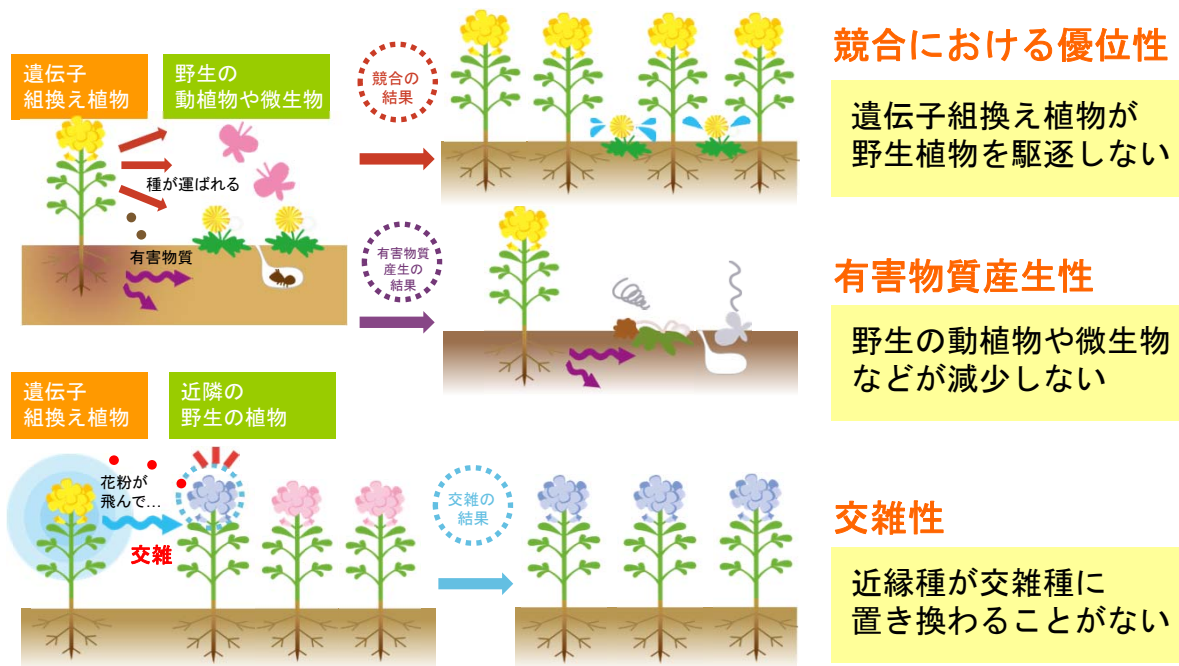 遺伝子
組換え植物
野生の
動植物や微生物
種が運ばれる
有害物質
競合の
結果
有害物質
産生の
結果
競合における優位性
遺伝子組換え植物が
野生植物を駆逐しない
有害物質産生性
野生の動植物や微生物
などが減少しない
遺伝子
組換え植物
近隣の
野生の植物
花粉が
飛んで…
交雑
交雑の
結果
交雑性
近縁種が交雑種に
置き換わることがない